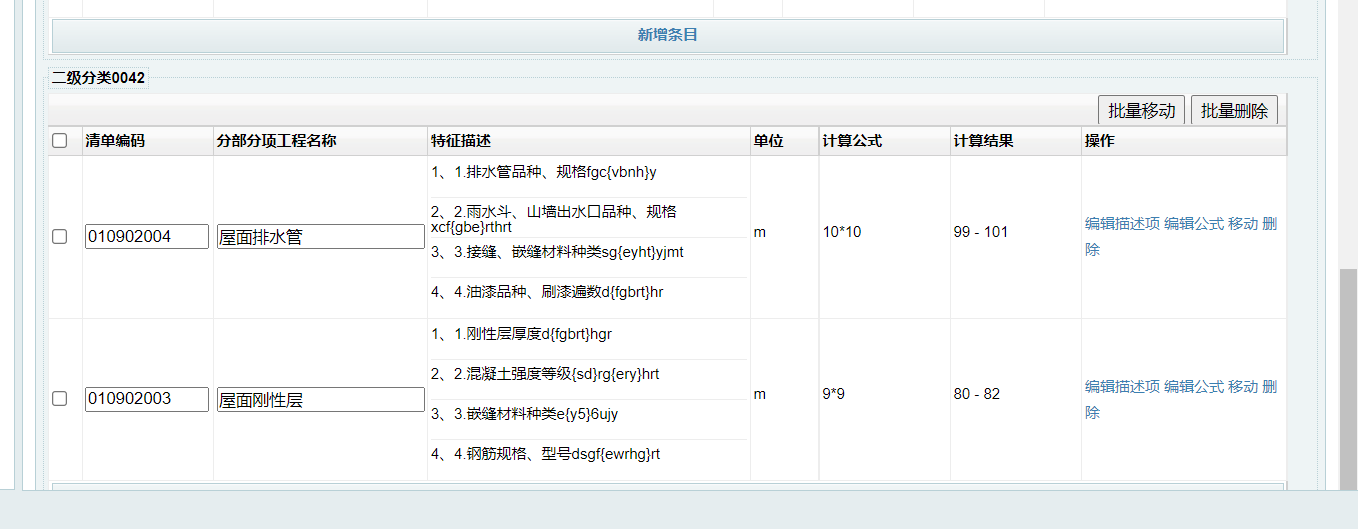 新增条目
二级分类0042
批量移动 批量删除
清单编码 分部分项工程名称 特征描述 单位 计算公式 计算结果 操作
1、1.排水管品种、规格fgc{vbnh}y
2、2.雨水斗、山墙出水口品种、规格
xcf{gbe}rthrt
3、3.接缝、嵌缝材料种类sg{eyht}yjmt
4、4.油漆品种、刷漆遍数d{fgbrt}hr
010902004 屋面排水管 m 10*10 99 - 101
编辑描述项 编辑公式 移动 删
除
1、1.刚性层厚度d{fgbrt}hgr
2、2.混凝土强度等级{sd}rg{ery}hrt
3、3.嵌缝材料种类e{y5}6ujy
4、4.钢筋规格、型号dsgf{ewrhg}rt
010902003 屋面刚性层 m 9*9 80 - 82
编辑描述项 编辑公式 移动 删
除